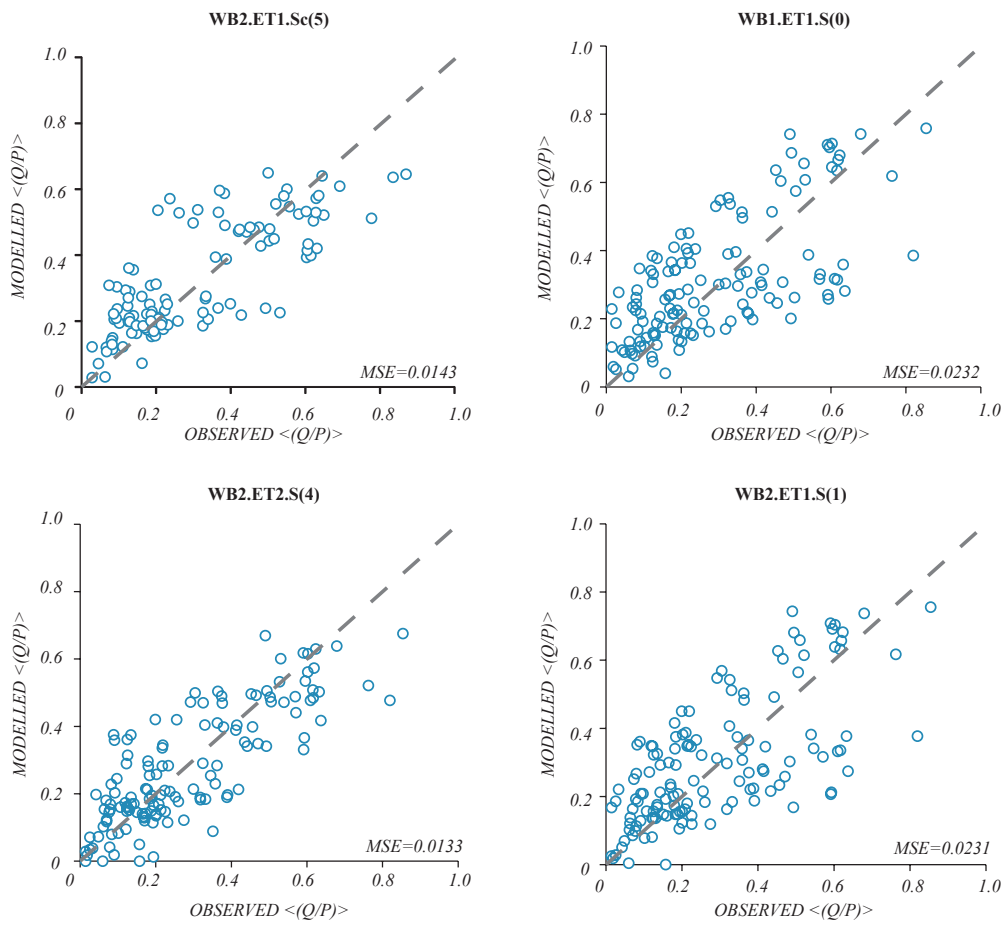 WB2.ET1.Sc(5)
1.0
0.8
0.6
0.4
0.2
0
MODELLED <(Q/P)>
MSE=0.0143
0 0.2 0.4 0.6 0.8 1.0
OBSERVED <(Q/P)>
WB1.ET1.S(0)
1.0
0.8
0.6
0.4
0.2
0
MODELLED <(Q/P)>
MSE=0.0232
0 0.2 0.4 0.6 0.8 1.0
OBSERVED <(Q/P)>
WB2.ET2.S(4)
1.0
0.8
0.6
0.4
0.2
0
MODELLED <(Q/P)>
MSE=0.0133
0 0.2 0.4 0.6 0.8 1.0
OBSERVED <(Q/P)>
WB2.ET1.S(1)
1.0
0.8
0.6
0.4
0.2
0
MODELLED <(Q/P)>
MSE=0.0231
0 0.2 0.4 0.6 0.8 1.0
OBSERVED <(Q/P)>